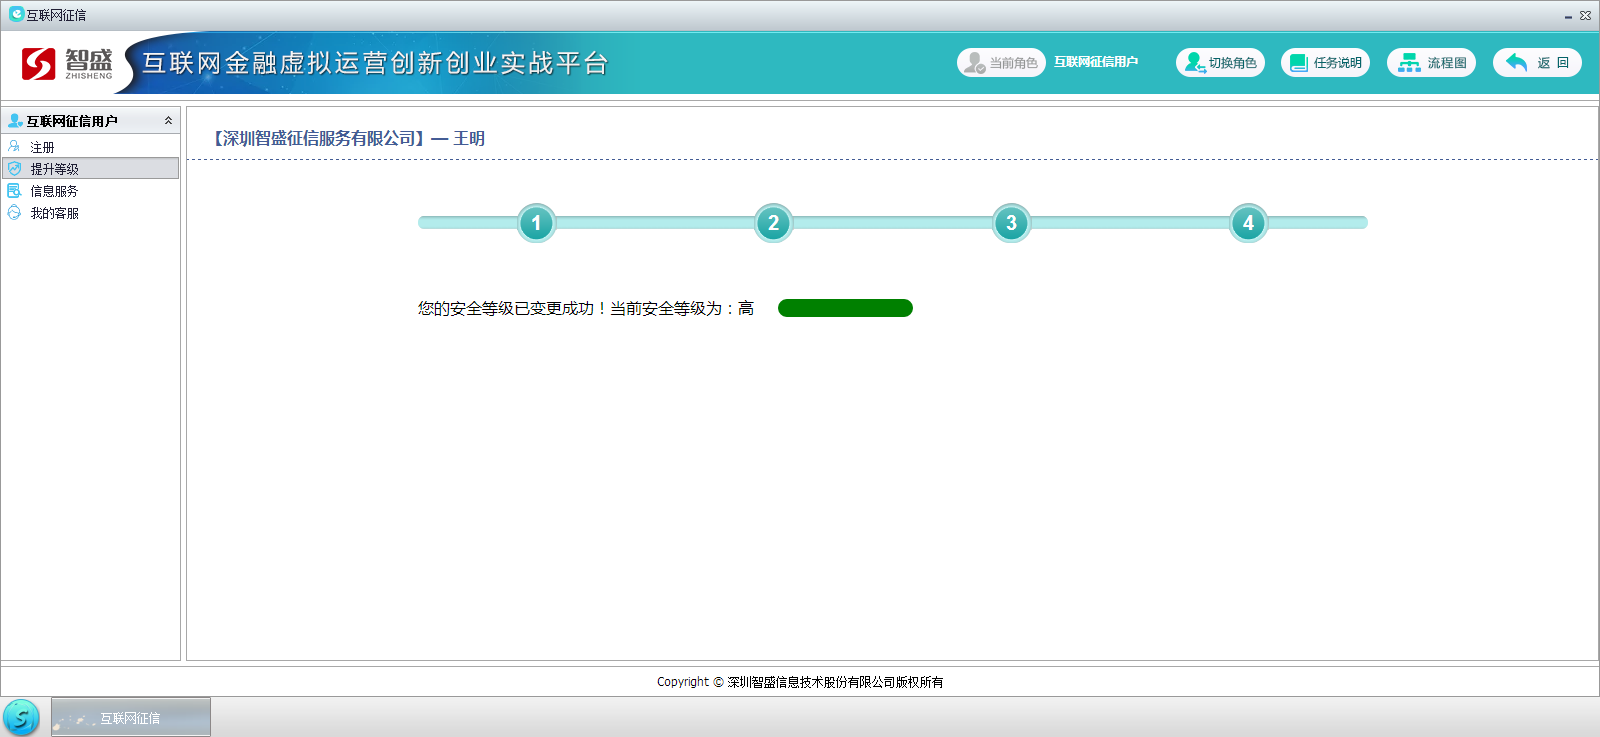 互联网征信
智盛
ZHISHENG
互联网金融虚拟运营创新创业实战平台
当前角色
互联网征信用户
切换角色
任务说明
流程图
返 回
互联网征信用户
注册
提升等级
信息服务
我的客服
【深圳智盛征信服务有限公司】— 王明
1
2
3
4
您的安全等级已变更成功！当前安全等级为：高
Copyright © 深圳智盛信息技术股份有限公司版权所有
互联网征信